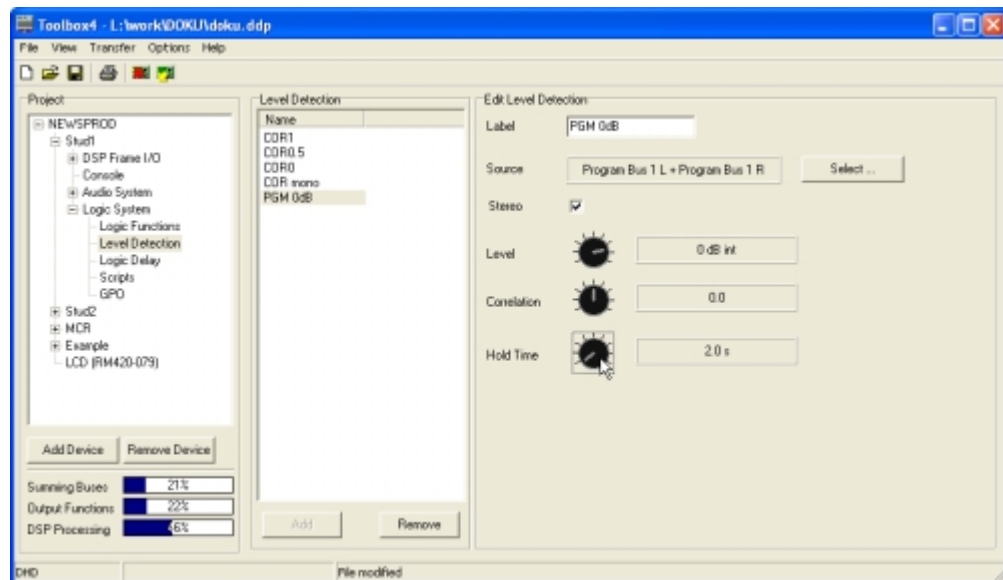 Toolbox4 - L:\work\DOKU\doku.ddp
File View Transfer Options Help
Project
NEWSPROD
Stud1
DSP Frame I/O
Console
Audio System
Logic System
Logic Functions
Level Detection
Logic Delay
Scripts
GPO
Stud2
MCR
Example
LCD (RM420-079)
Add Device
Remove Device
Summing Buses 21%
Output Functions 22%
DSP Processing
Level Detection
Name
COR1
COR0.5
COR0
COR mono
PGM 0dB
Add
Remove
Edit Level Detection
Label PGM 0dB
Source Program Bus 1 L + Program Bus 1 R Select ...
Stereo
Level 0 dB int
Correlation 0.0
Hold Time 2.0 s
DHD
File modified